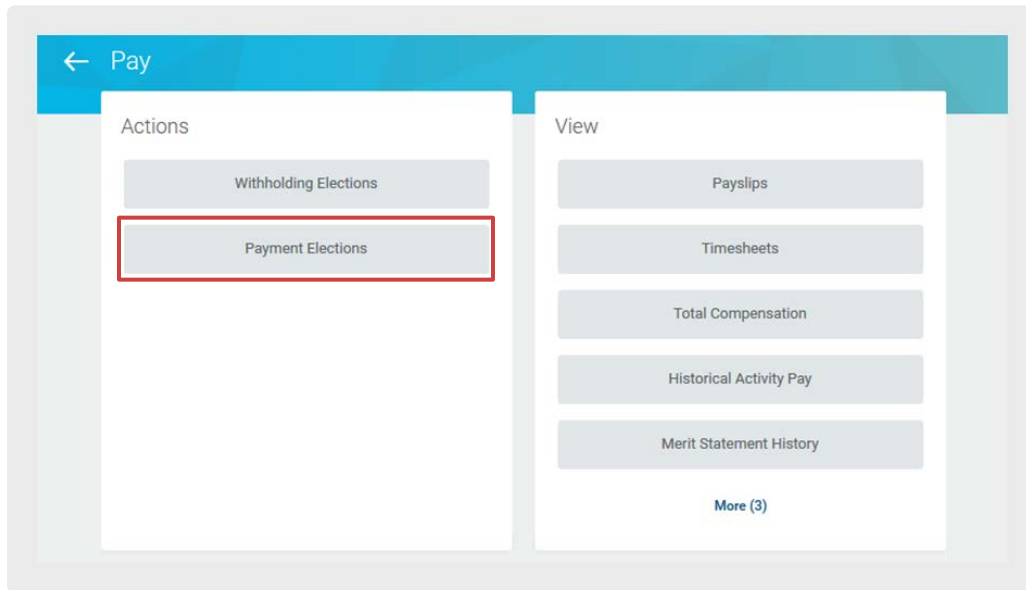 Pay
Actions
Withholding Elections
Payment Elections
View
Payslips
Timesheets
Total Compensation
Historical Activity Pay
Merit Statement History
More (3)